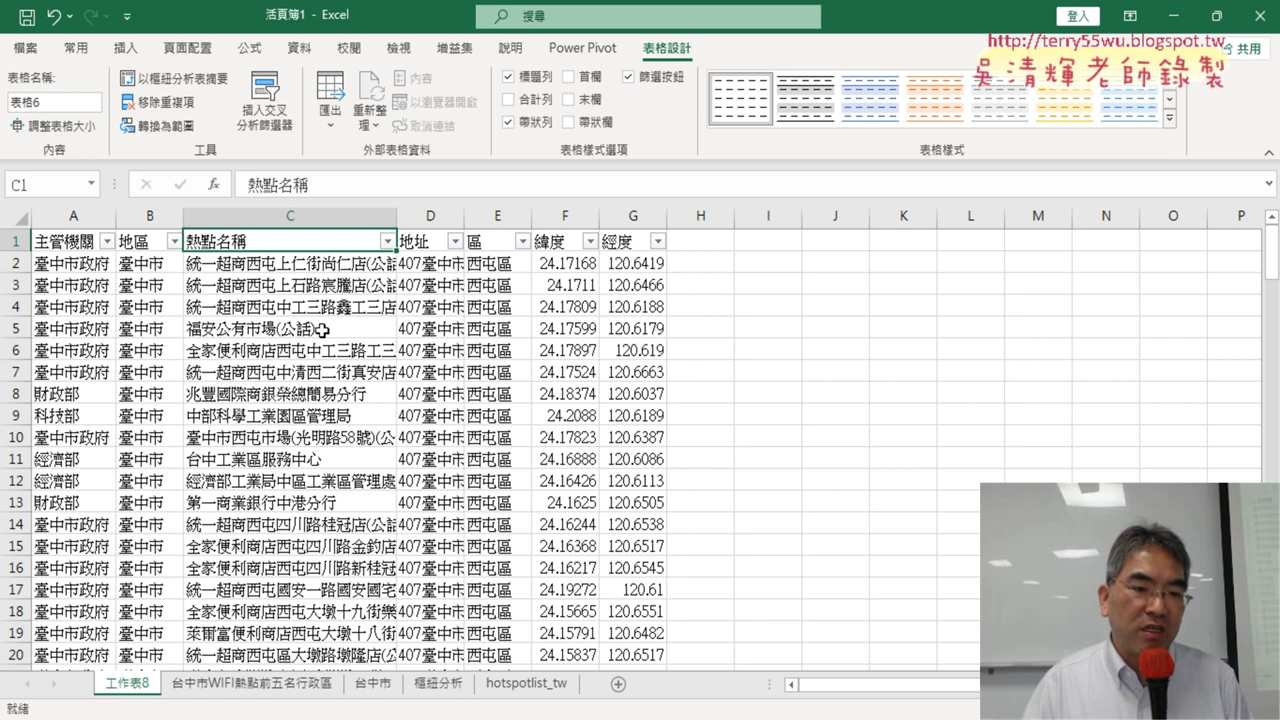 活頁簿1 - Excel
搜尋
登入
檔案 常用 插入 頁面配置 公式 資料 校閱 檢視 增益集 說明 Power Pivot 表格設計
共用
http://terry55wu.blogspot.tw
吳清輝老師錄製
表格名稱:
表格6
調整表格大小
內容
以樞紐分析表摘要
移除重複項
轉換為範圍
插入交叉
分析篩選器
工具
匯出
重新整
理
內容
以瀏覽器開啟
取消連結
外部表格資料
標題列 首欄 篩選按鈕
合計列 末欄
帶狀列 帶狀欄
表格樣式選項
表格樣式
C1
fx
熱點名稱
A B C D E F G H I J K L M N O P
1 主管機關 地區 熱點名稱 地址 區 緯度 經度
2 臺中市政府 臺中市 統一超商西屯上仁街尚仁店(公話 407臺中市 西屯區 24.17168 120.6419
3 臺中市政府 臺中市 統一超商西屯上石路宸騰店(公話 407臺中市 西屯區 24.1711 120.6466
4 臺中市政府 臺中市 統一超商西屯中工三路鑫工三店 407臺中市 西屯區 24.17809 120.6188
5 臺中市政府 臺中市 福安公有市場(公話) 407臺中市 西屯區 24.17599 120.6179
6 臺中市政府 臺中市 全家便利商店西屯中工三路工三 407臺中市 西屯區 24.17897 120.619
7 臺中市政府 臺中市 統一超商西屯中清西二街真安店 407臺中市 西屯區 24.17524 120.6663
8 財政部 臺中市 兆豐國際商銀榮總簡易分行 407臺中市 西屯區 24.18374 120.6037
9 科技部 臺中市 中部科學工業園區管理局 407臺中市 西屯區 24.2088 120.6189
10 臺中市政府 臺中市 臺中市西屯市場(光明路58號)(公 407臺中市 西屯區 24.17823 120.6387
11 經濟部 臺中市 台中工業區服務中心 407臺中市 西屯區 24.16888 120.6086
12 經濟部 臺中市 經濟部工業局中區工業區管理處 407臺中市 西屯區 24.16426 120.6113
13 財政部 臺中市 第一商業銀行中港分行 407臺中市 西屯區 24.1625 120.6505
14 臺中市政府 臺中市 統一超商西屯四川路桂冠店(公話 407臺中市 西屯區 24.16244 120.6538
15 臺中市政府 臺中市 全家便利商店西屯四川路金鈞店 407臺中市 西屯區 24.16368 120.6517
16 臺中市政府 臺中市 全家便利商店西屯四川路新桂冠 407臺中市 西屯區 24.16217 120.6545
17 臺中市政府 臺中市 統一超商西屯國安一路國安國宅 407臺中市 西屯區 24.19272 120.61
18 臺中市政府 臺中市 全家便利商店西屯大墩十九街樂 407臺中市 西屯區 24.15665 120.6551
19 臺中市政府 臺中市 萊爾富便利商店西屯大墩十八街 407臺中市 西屯區 24.15791 120.6482
20 臺中市政府 臺中市 統一超商西屯區大墩路墩隆店(公 407臺中市 西屯區 24.15837 120.6517
工作表8 台中市WIFI熱點前五名行政區 台中市 樞紐分析 hotspotlist_tw
就緒